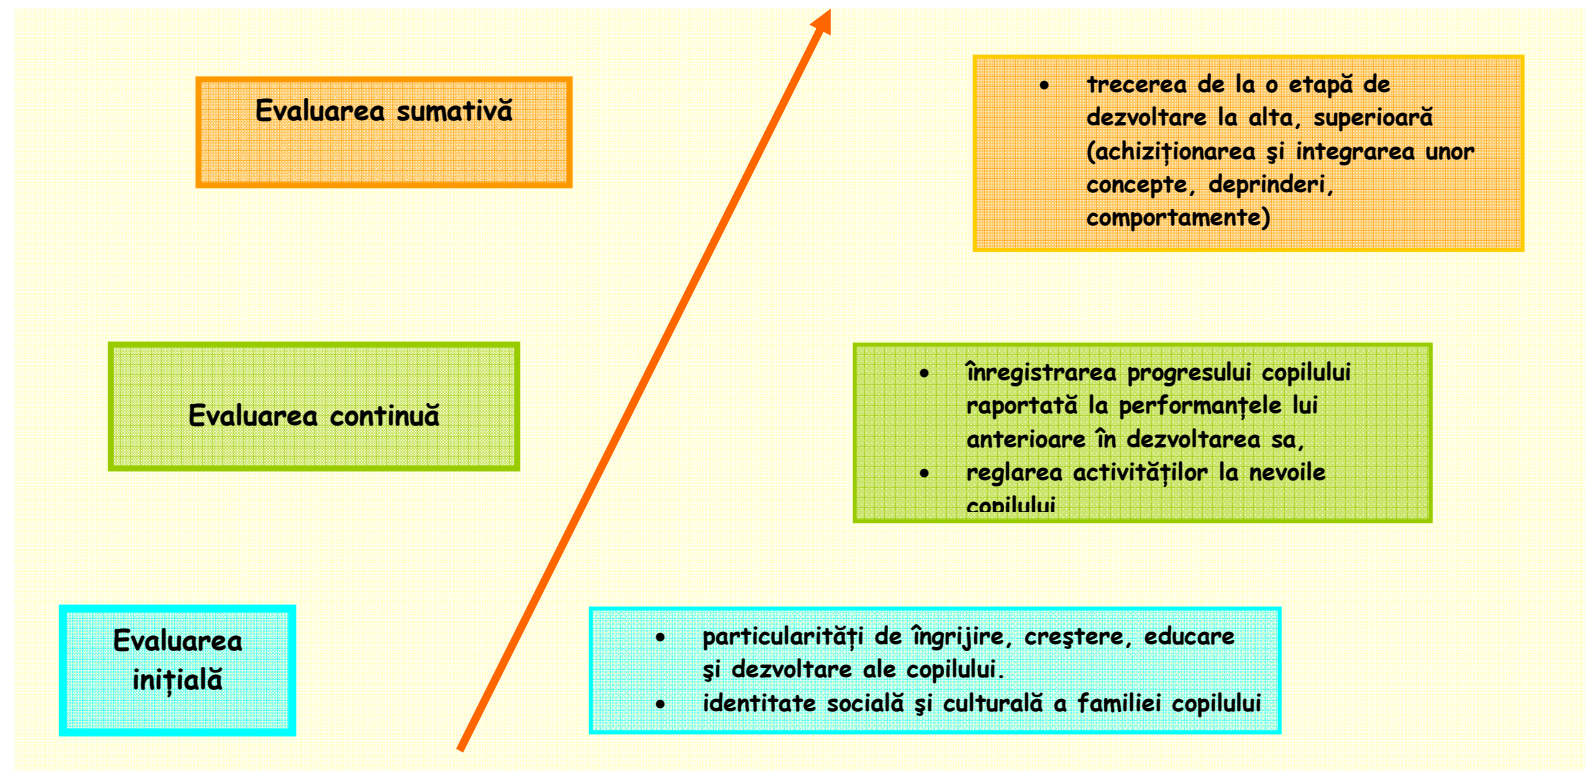 Evaluarea sumativă
• trecerea de la o etapă de
dezvoltare la alta, superioară
(achiziționarea şi integrarea unor
concepte, deprinderi,
comportamente)
Evaluarea continuă
• înregistrarea progresului copilului
raportată la performanțele lui
anterioare în dezvoltarea sa,
• reglarea activităților la nevoile
copilului
Evaluarea
inițială
• particularități de îngrijire, creştere, educare
şi dezvoltare ale copilului.
• identitate socială şi culturală a familiei copilului